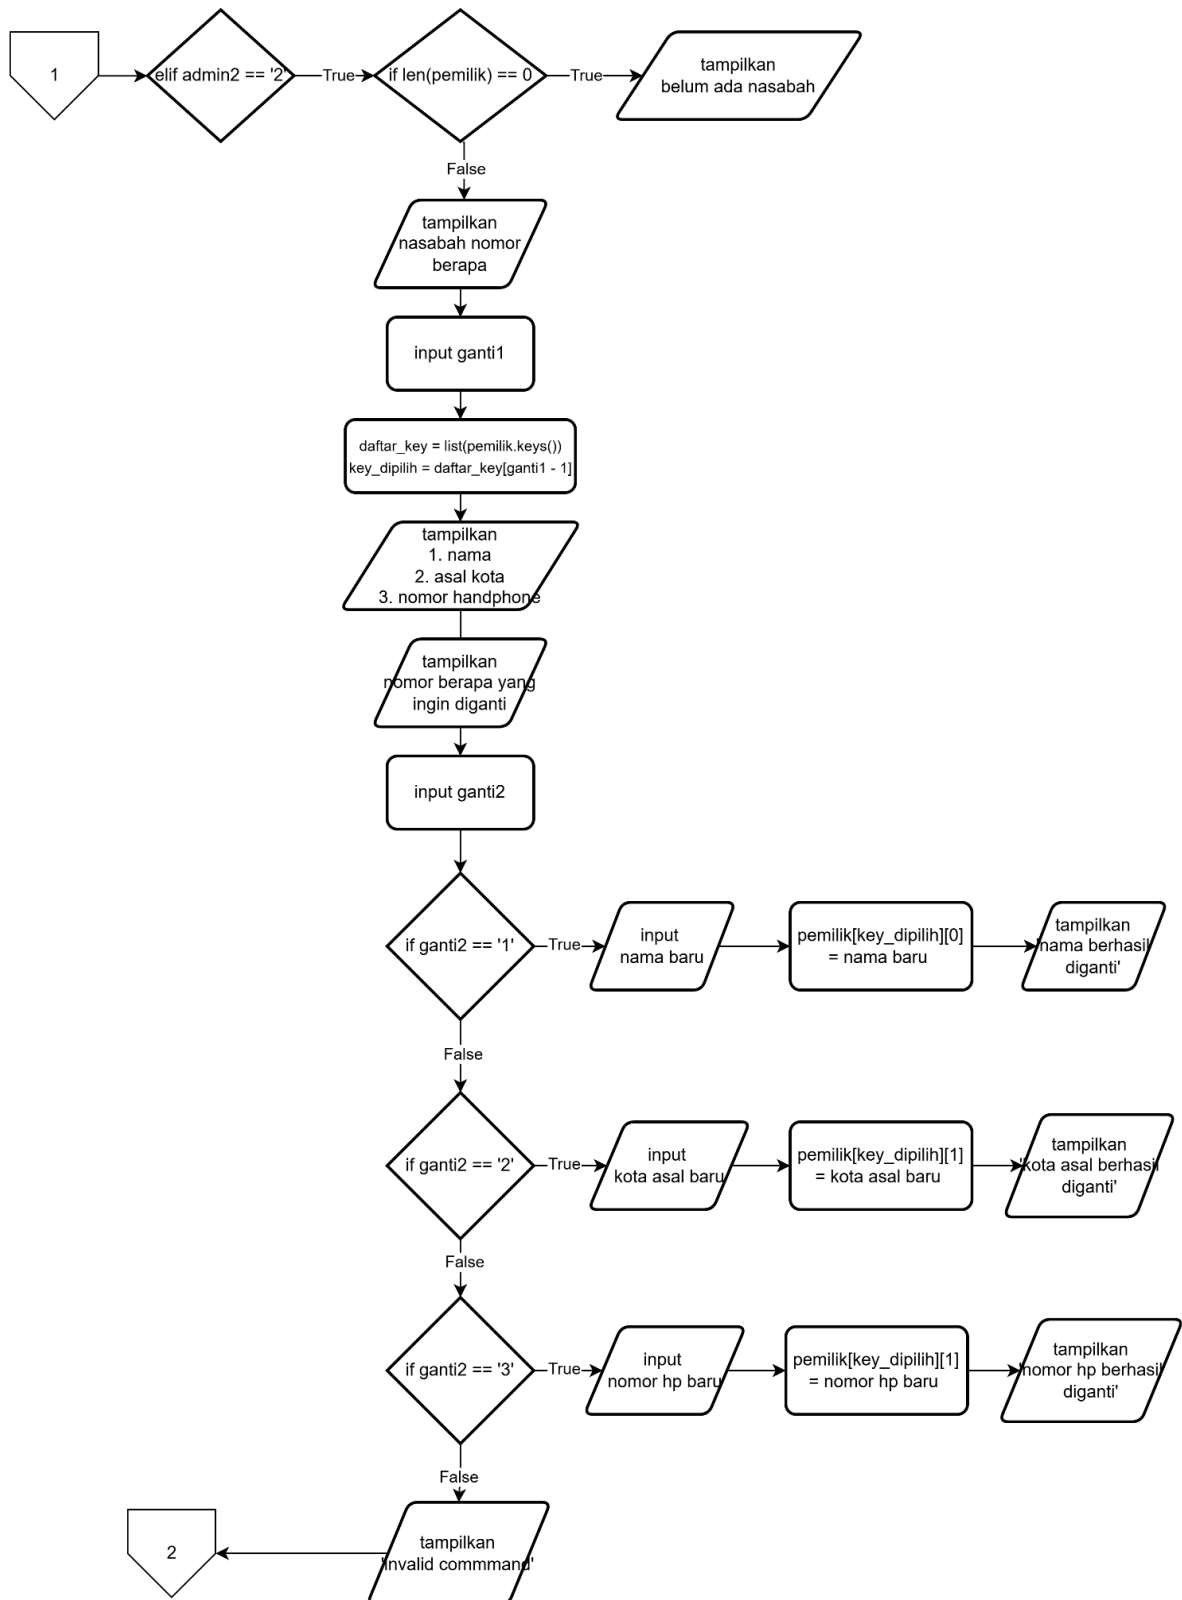 1
elif admin2 == '2'
True
if len(pemilik) == 0
True
tampilkan
belum ada nasabah
False
tampilkan
nasabah nomor
berapa
input ganti1
daftar_key = list(pemilik.keys())
key_dipilih = daftar_key[ganti1 - 1]
tampilkan
1. nama
2. asal kota
3. nomor handphone
tampilkan
nomor berapa yang
ingin diganti
input ganti2
if ganti2 == '1'
True
input
nama baru
pemilik[key_dipilih][0]
= nama baru
tampilkan
'nama berhasil
diganti'
False
if ganti2 == '2'
True
input
kota asal baru
pemilik[key_dipilih][1]
= kota asal baru
tampilkan
'kota asal berhasil
diganti'
False
if ganti2 == '3'
True
input
nomor hp baru
pemilik[key_dipilih][1]
= nomor hp baru
tampilkan
'nomor hp berhasil
diganti'
False
tampilkan
'invalid commmand'
2